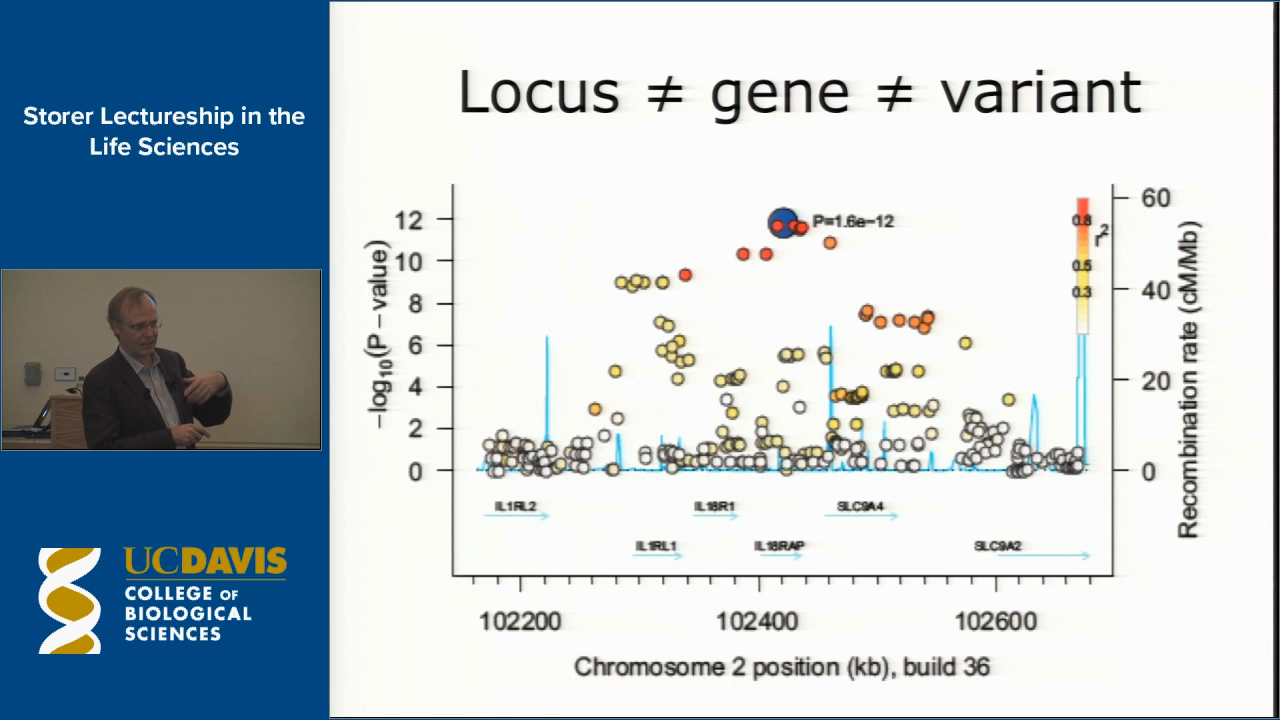 Storer Lectureship in the
Life Sciences
UCDAVIS
COLLEGE OF
BIOLOGICAL
SCIENCES
Locus ≠ gene ≠ variant
P=1.6e−12
12
10
8
6
4
2
0
−log10(P−value)
60
40
20
0
Recombination rate (cM/Mb)
0.8
r2
0.5
0.3
IL1RL2
IL18R1
SLC9A4
IL1RL1
IL18RAP
SLC9A2
102200
102400
102600
Chromosome 2 position (kb), build 36